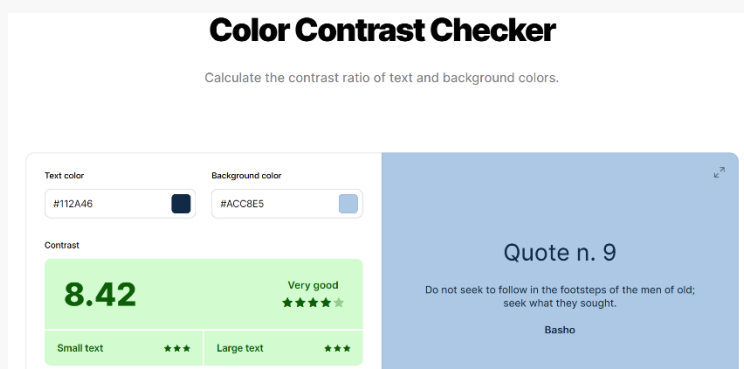 Color Contrast Checker
Calculate the contrast ratio of text and background colors.
Text color
Background color
#112A46
#ACC8E5
Contrast
8.42
Very good
Small text
Large text
Quote n. 9
Do not seek to follow in the footsteps of the men of old;
seek what they sought.
Basho